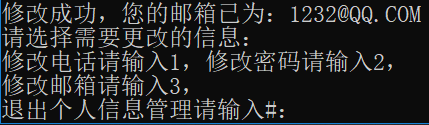 修改成功，您的邮箱已为：1232@QQ.COM
请选择需要更改的信息：
修改电话请输入1，修改密码请输入2，
修改邮箱请输入3，
退出个人信息管理请输入#：